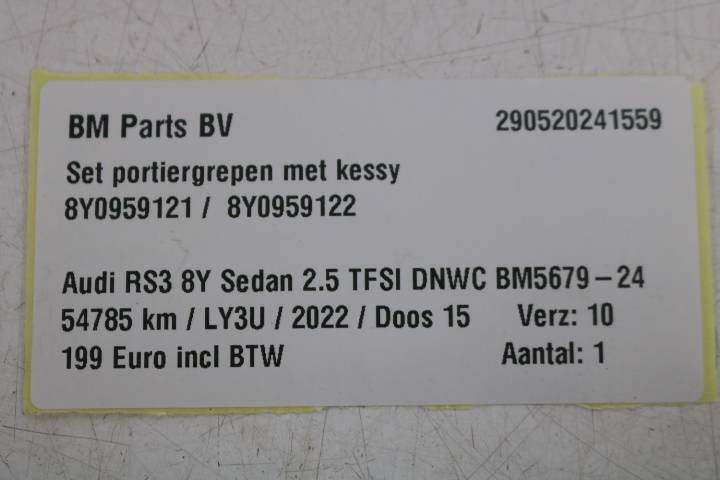 BM Parts BV 290520241559
Set portiergrepen met kessy
8Y0959121 / 8Y0959122
Audi RS3 8Y Sedan 2.5 TFSI DNWC BM5679-24
54785 km / LY3U / 2022 / Doos 15 Verz: 10
199 Euro incl BTW Aantal: 1